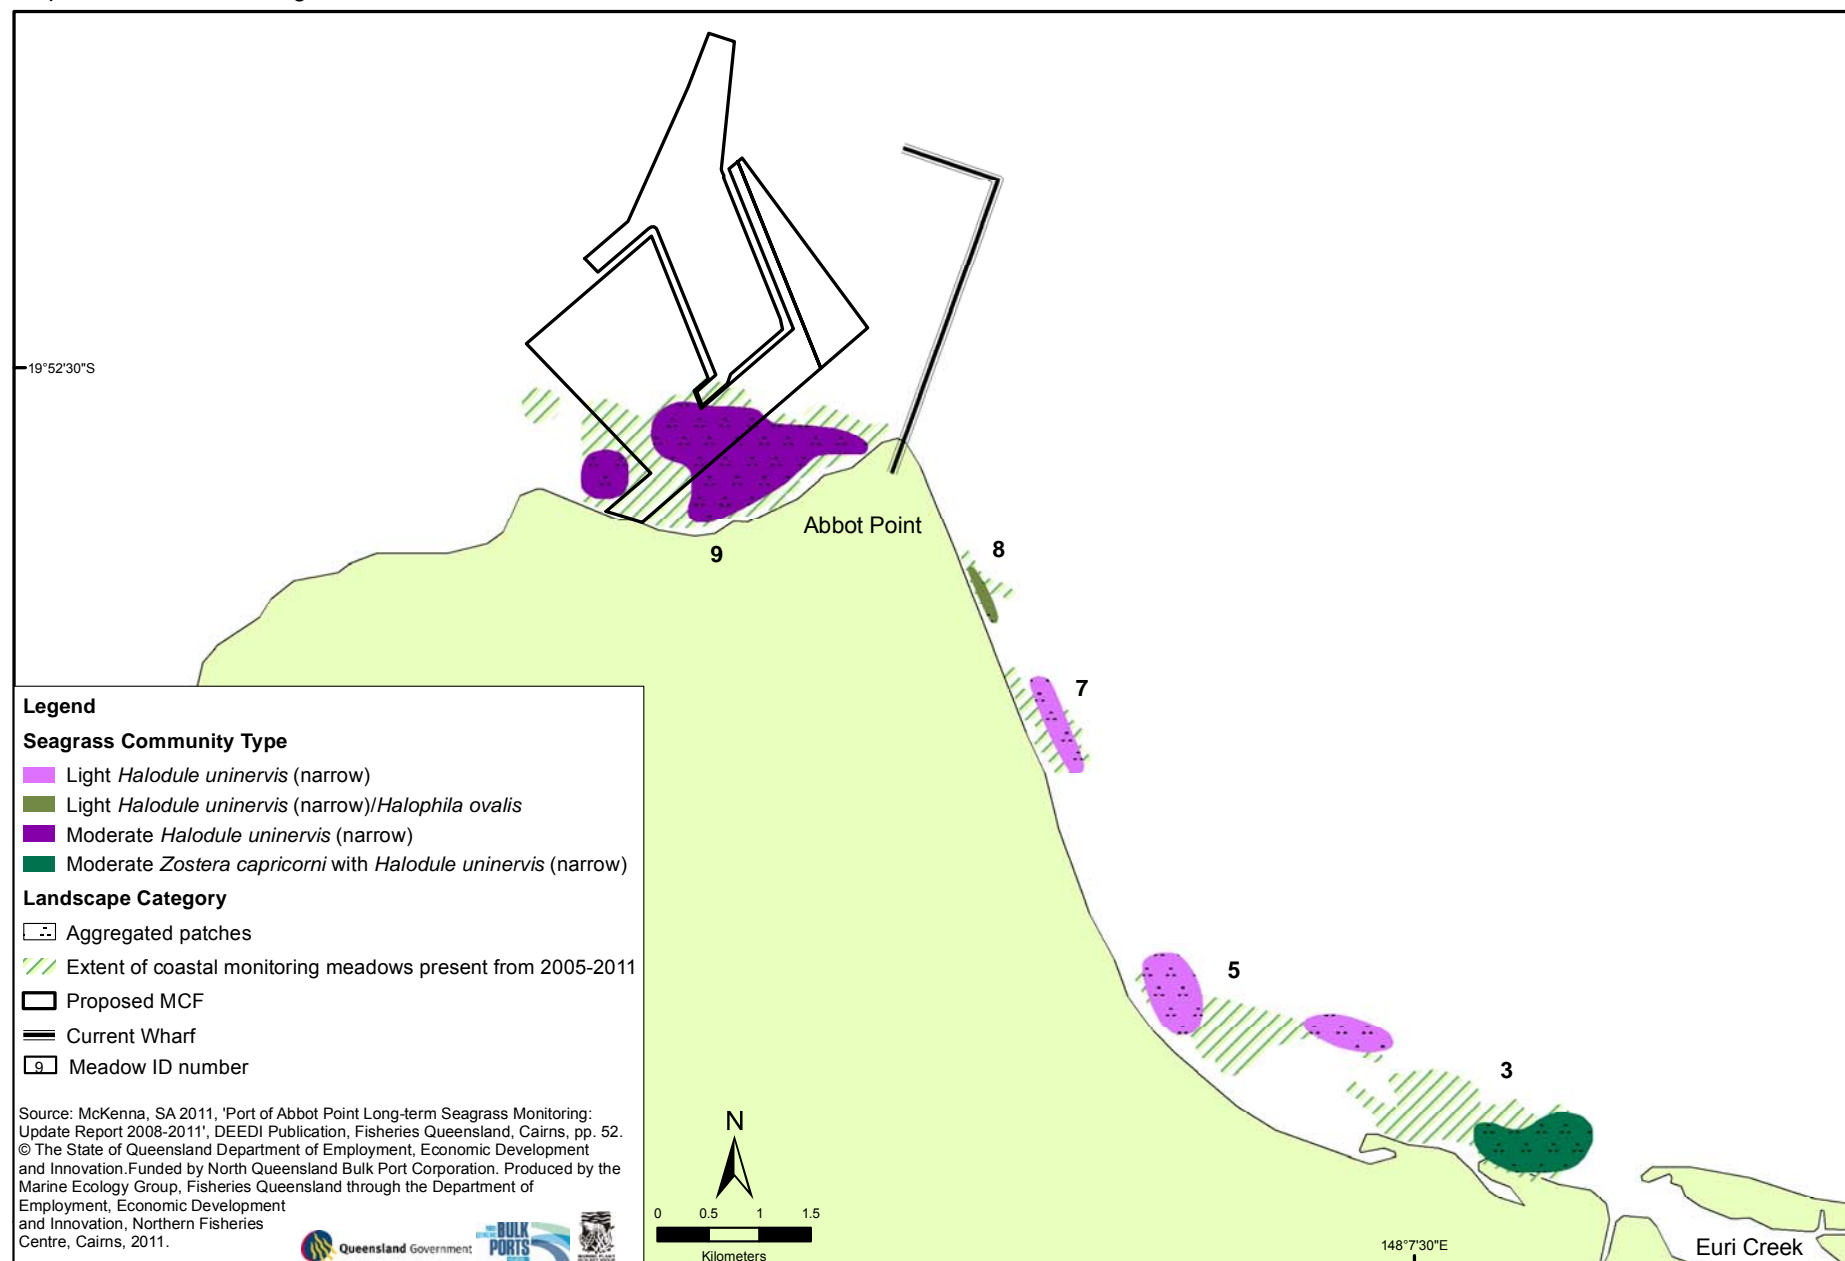 19°52'30"S
Abbot Point
9
8
7
5
3
Legend
Seagrass Community Type
Light Halodule uninervis (narrow)
Light Halodule uninervis (narrow)/Halophila ovalis
Moderate Halodule uninervis (narrow)
Moderate Zostera capricorni with Halodule uninervis (narrow)
Landscape Category
Aggregated patches
Extent of coastal monitoring meadows present from 2005-2011
Proposed MCF
Current Wharf
9 Meadow ID number
Source: McKenna, SA 2011, 'Port of Abbot Point Long-term Seagrass Monitoring:
Update Report 2008-2011', DEEDI Publication, Fisheries Queensland, Cairns, pp. 52.
© The State of Queensland Department of Employment, Economic Development
and Innovation.Funded by North Queensland Bulk Port Corporation. Produced by the
Marine Ecology Group, Fisheries Queensland through the Department of
Employment, Economic Development
and Innovation, Northern Fisheries
Centre, Cairns, 2011.
Queensland Government
BULK
PORTS
N
0 0.5 1 1.5
Kilometers
148°7'30"E
Euri Creek